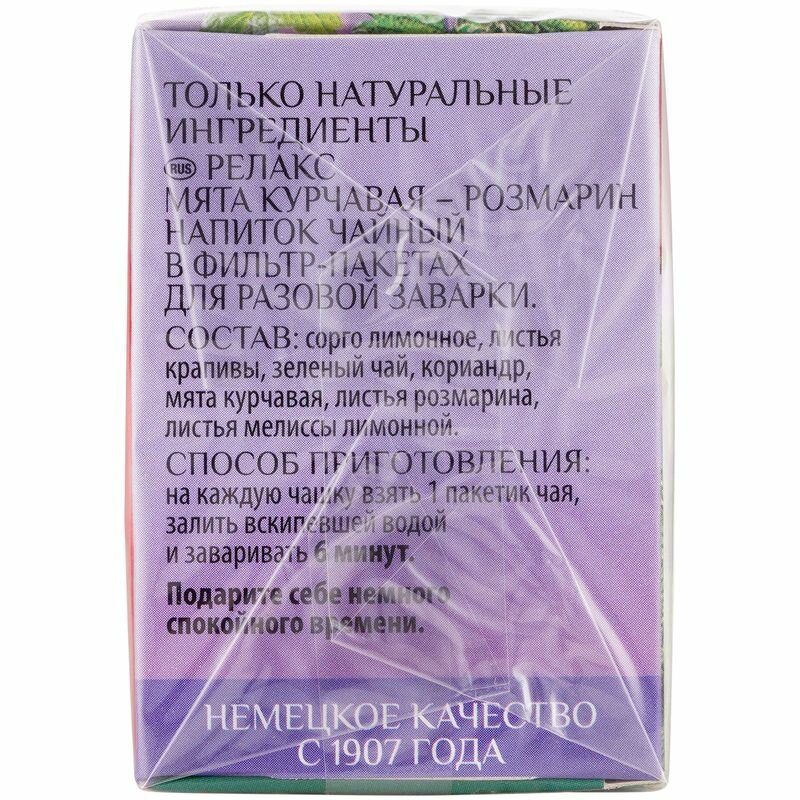 ТОЛЬКО НАТУРАЛЬНЫЕ
ИНГРЕДИЕНТЫ
RUS РЕЛАКС
МЯТА КУРЧАВАЯ – РОЗМАРИН
НАПИТОК ЧАЙНЫЙ
В ФИЛЬТР-ПАКЕТАХ
ДЛЯ РАЗОВОЙ ЗАВАРКИ.
СОСТАВ: сорго лимонное, листья
крапивы, зеленый чай, кориандр,
мята курчавая, листья розмарина,
листья мелиссы лимонной.
СПОСОБ ПРИГОТОВЛЕНИЯ:
на каждую чашку взять 1 пакетик чая,
залить вскипевшей водой
и заваривать 6 минут.
Подарите себе немного
спокойного времени.
НЕМЕЦКОЕ КАЧЕСТВО
С 1907 ГОДА